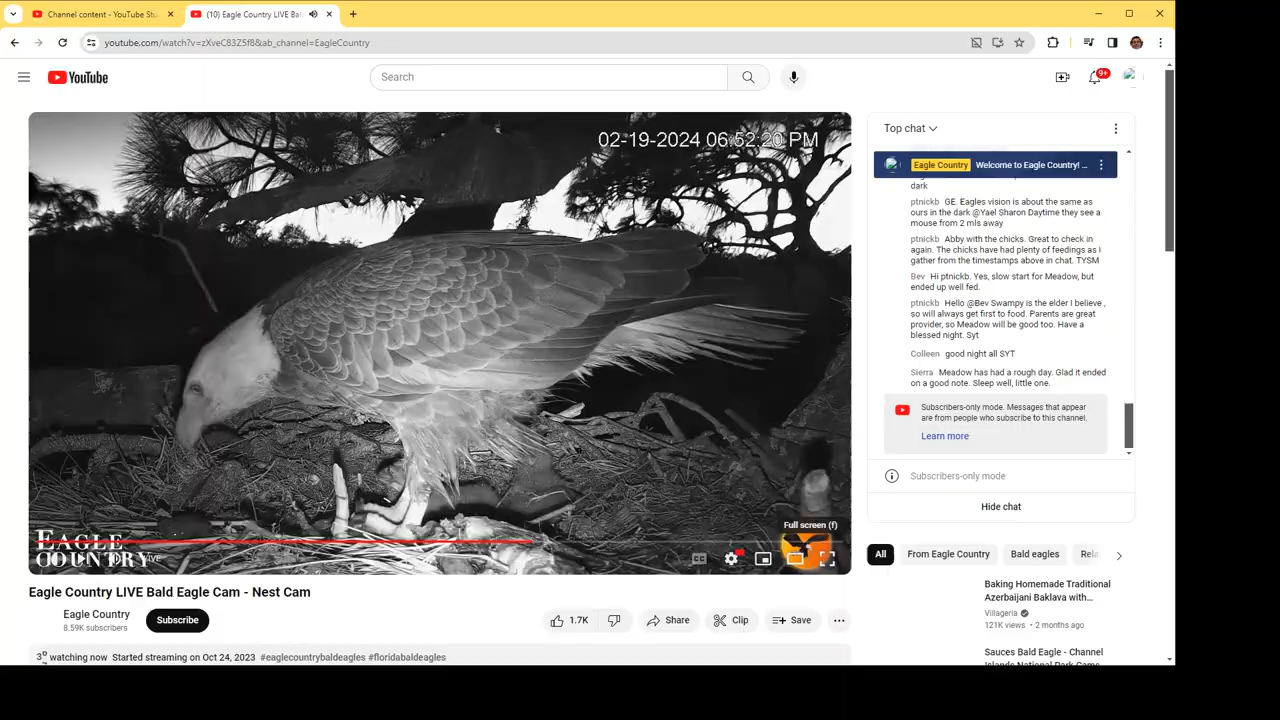 Channel content - YouTube Stu
(10) Eagle Country LIVE Bal
youtube.com/watch?v=zXveC83Z5f8&ab_channel=EagleCountry
YouTube
Search
9+
02-19-2024 06:52:20 PM
EAGLE
COUNTRY
Full screen (f)
Eagle Country LIVE Bald Eagle Cam - Nest Cam
Eagle Country
8.59K subscribers
Subscribe
1.7K
Share
Clip
Save
watching now Started streaming on Oct 24, 2023 #eaglecountrybaldeagles #floridabaldeagles
Top chat
Eagle Country Welcome to Eagle Country! ...
dark
ptnickb GE. Eagles vision is about the same as
ours in the dark @Yael Sharon Daytime they see a
mouse from 2 mls away
ptnickb Abby with the chicks. Great to check in
again. The chicks have had plenty of feedings as I
gather from the timestamps above in chat. TYSM
Bev Hi ptnickb. Yes, slow start for Meadow, but
ended up well fed.
ptnickb Hello @Bev Swampy is the elder I believe ,
so will always get first to food. Parents are great
provider, so Meadow will be good too. Have a
blessed night. Syt
Colleen good night all SYT
Sierra Meadow has had a rough day. Glad it ended
on a good note. Sleep well, little one.
Subscribers-only mode. Messages that appear
are from people who subscribe to this channel.
Learn more
Subscribers-only mode
Hide chat
All
From Eagle Country
Bald eagles
Rela
Baking Homemade Traditional
Azerbaijani Baklava with...
Villageria
121K views • 2 months ago
Sauces Bald Eagle - Channel
Islands National Park Cams